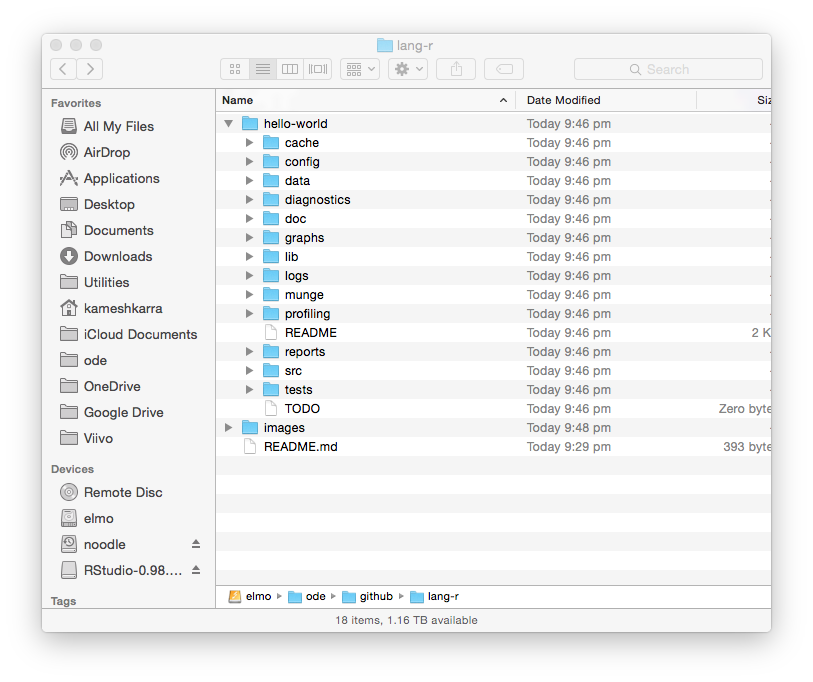 lang-r
Search
Favorites
All My Files
AirDrop
Applications
Desktop
Documents
Downloads
Utilities
kameshkarra
iCloud Documents
ode
OneDrive
Google Drive
Viivo
Devices
Remote Disc
elmo
noodle
RStudio-0.98....
Tags
Name Date Modified Siz
hello-world Today 9:46 pm -
cache Today 9:46 pm -
config Today 9:46 pm -
data Today 9:46 pm -
diagnostics Today 9:46 pm -
doc Today 9:46 pm -
graphs Today 9:46 pm -
lib Today 9:46 pm -
logs Today 9:46 pm -
munge Today 9:46 pm -
profiling Today 9:46 pm -
README Today 9:46 pm 2 K
reports Today 9:46 pm -
src Today 9:46 pm -
tests Today 9:46 pm -
TODO Today 9:46 pm Zero byte
images Today 9:48 pm -
README.md Today 9:29 pm 393 byte
elmo ▸ ode ▸ github ▸ lang-r
18 items, 1.16 TB available